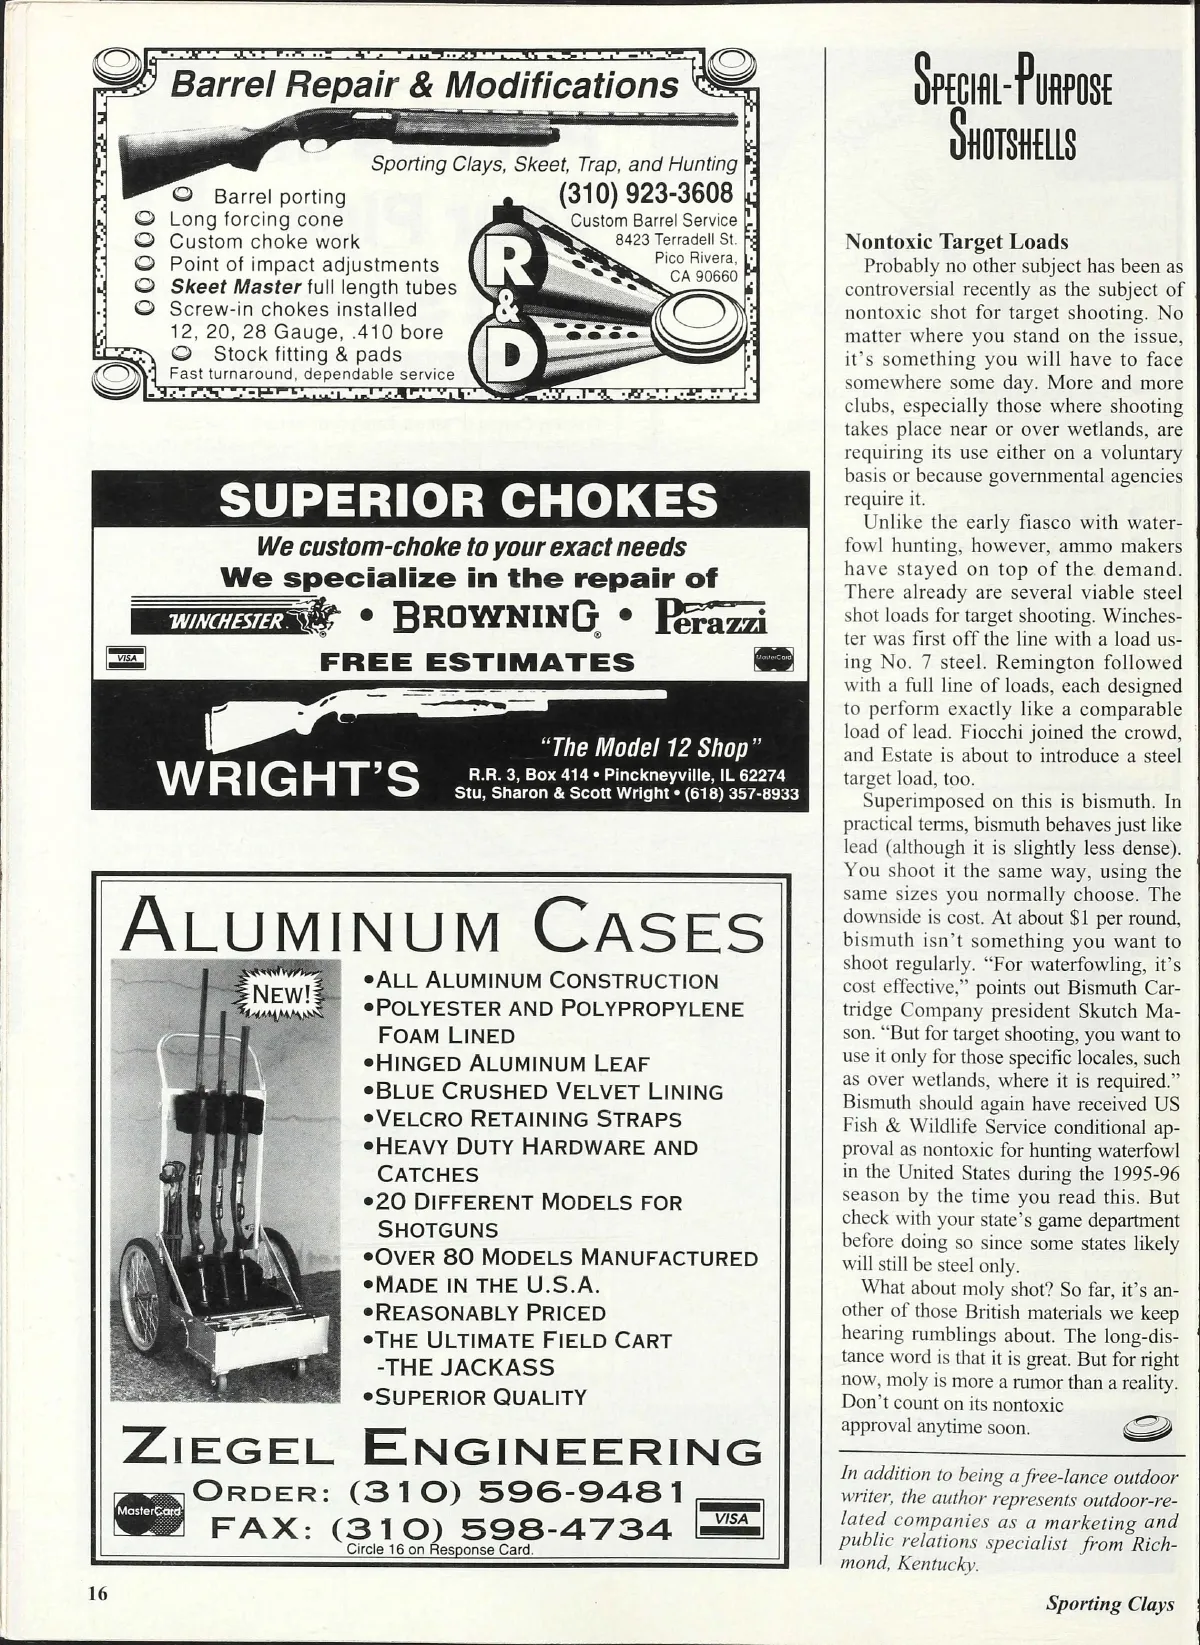 Barrel Repair & Modifications
Sporting Clays, Skeet, Trap, and Hunting
(310) 923-3608
Custom Barrel Service
8423 Terradell St.
Pico Rivera,
CA 90660
Barrel porting
Long forcing cone
Custom choke work
Point of impact adjustments
Skeet Master full length tubes
Screw-in chokes installed
12, 20, 28 Gauge, .410 bore
Stock fitting & pads
Fast turnaround, dependable service
R
&
D
SUPERIOR CHOKES
We custom-choke to your exact needs
We specialize in the repair of
WINCHESTER • BROWNING® • Perazzi
VISA
FREE ESTIMATES
MasterCard
"The Model 12 Shop"
WRIGHT'S
R.R. 3, Box 414 • Pinckneyville, IL 62274
Stu, Sharon & Scott Wright • (618) 357-8933
ALUMINUM CASES
NEW!
•ALL ALUMINUM CONSTRUCTION
•POLYESTER AND POLYPROPYLENE
FOAM LINED
•HINGED ALUMINUM LEAF
•BLUE CRUSHED VELVET LINING
•VELCRO RETAINING STRAPS
•HEAVY DUTY HARDWARE AND
CATCHES
•20 DIFFERENT MODELS FOR
SHOTGUNS
•OVER 80 MODELS MANUFACTURED
•MADE IN THE U.S.A.
•REASONABLY PRICED
•THE ULTIMATE FIELD CART
-THE JACKASS
•SUPERIOR QUALITY
ZIEGEL ENGINEERING
ORDER: (310) 596-9481
FAX: (310) 598-4734
MasterCard
VISA
Circle 16 on Response Card.
SPECIAL-PURPOSE
SHOTSHELLS
Nontoxic Target Loads
Probably no other subject has been as
controversial recently as the subject of
nontoxic shot for target shooting. No
matter where you stand on the issue,
it's something you will have to face
somewhere some day. More and more
clubs, especially those where shooting
takes place near or over wetlands, are
requiring its use either on a voluntary
basis or because governmental agencies
require it.
Unlike the early fiasco with water-
fowl hunting, however, ammo makers
have stayed on top of the demand.
There already are several viable steel
shot loads for target shooting. Winches-
ter was first off the line with a load us-
ing No. 7 steel. Remington followed
with a full line of loads, each designed
to perform exactly like a comparable
load of lead. Fiocchi joined the crowd,
and Estate is about to introduce a steel
target load, too.
Superimposed on this is bismuth. In
practical terms, bismuth behaves just like
lead (although it is slightly less dense).
You shoot it the same way, using the
same sizes you normally choose. The
downside is cost. At about $1 per round,
bismuth isn't something you want to
shoot regularly. "For waterfowling, it's
cost effective," points out Bismuth Car-
tridge Company president Skutch Ma-
son. "But for target shooting, you want to
use it only for those specific locales, such
as over wetlands, where it is required."
Bismuth should again have received US
Fish & Wildlife Service conditional ap-
proval as nontoxic for hunting waterfowl
in the United States during the 1995-96
season by the time you read this. But
check with your state's game department
before doing so since some states likely
will still be steel only.
What about moly shot? So far, it's an-
other of those British materials we keep
hearing rumblings about. The long-dis-
tance word is that it is great. But for right
now, moly is more a rumor than a reality.
Don't count on its nontoxic
approval anytime soon.
In addition to being a free-lance outdoor
writer, the author represents outdoor-re-
lated companies as a marketing and
public relations specialist from Rich-
mond, Kentucky.
16
Sporting Clays